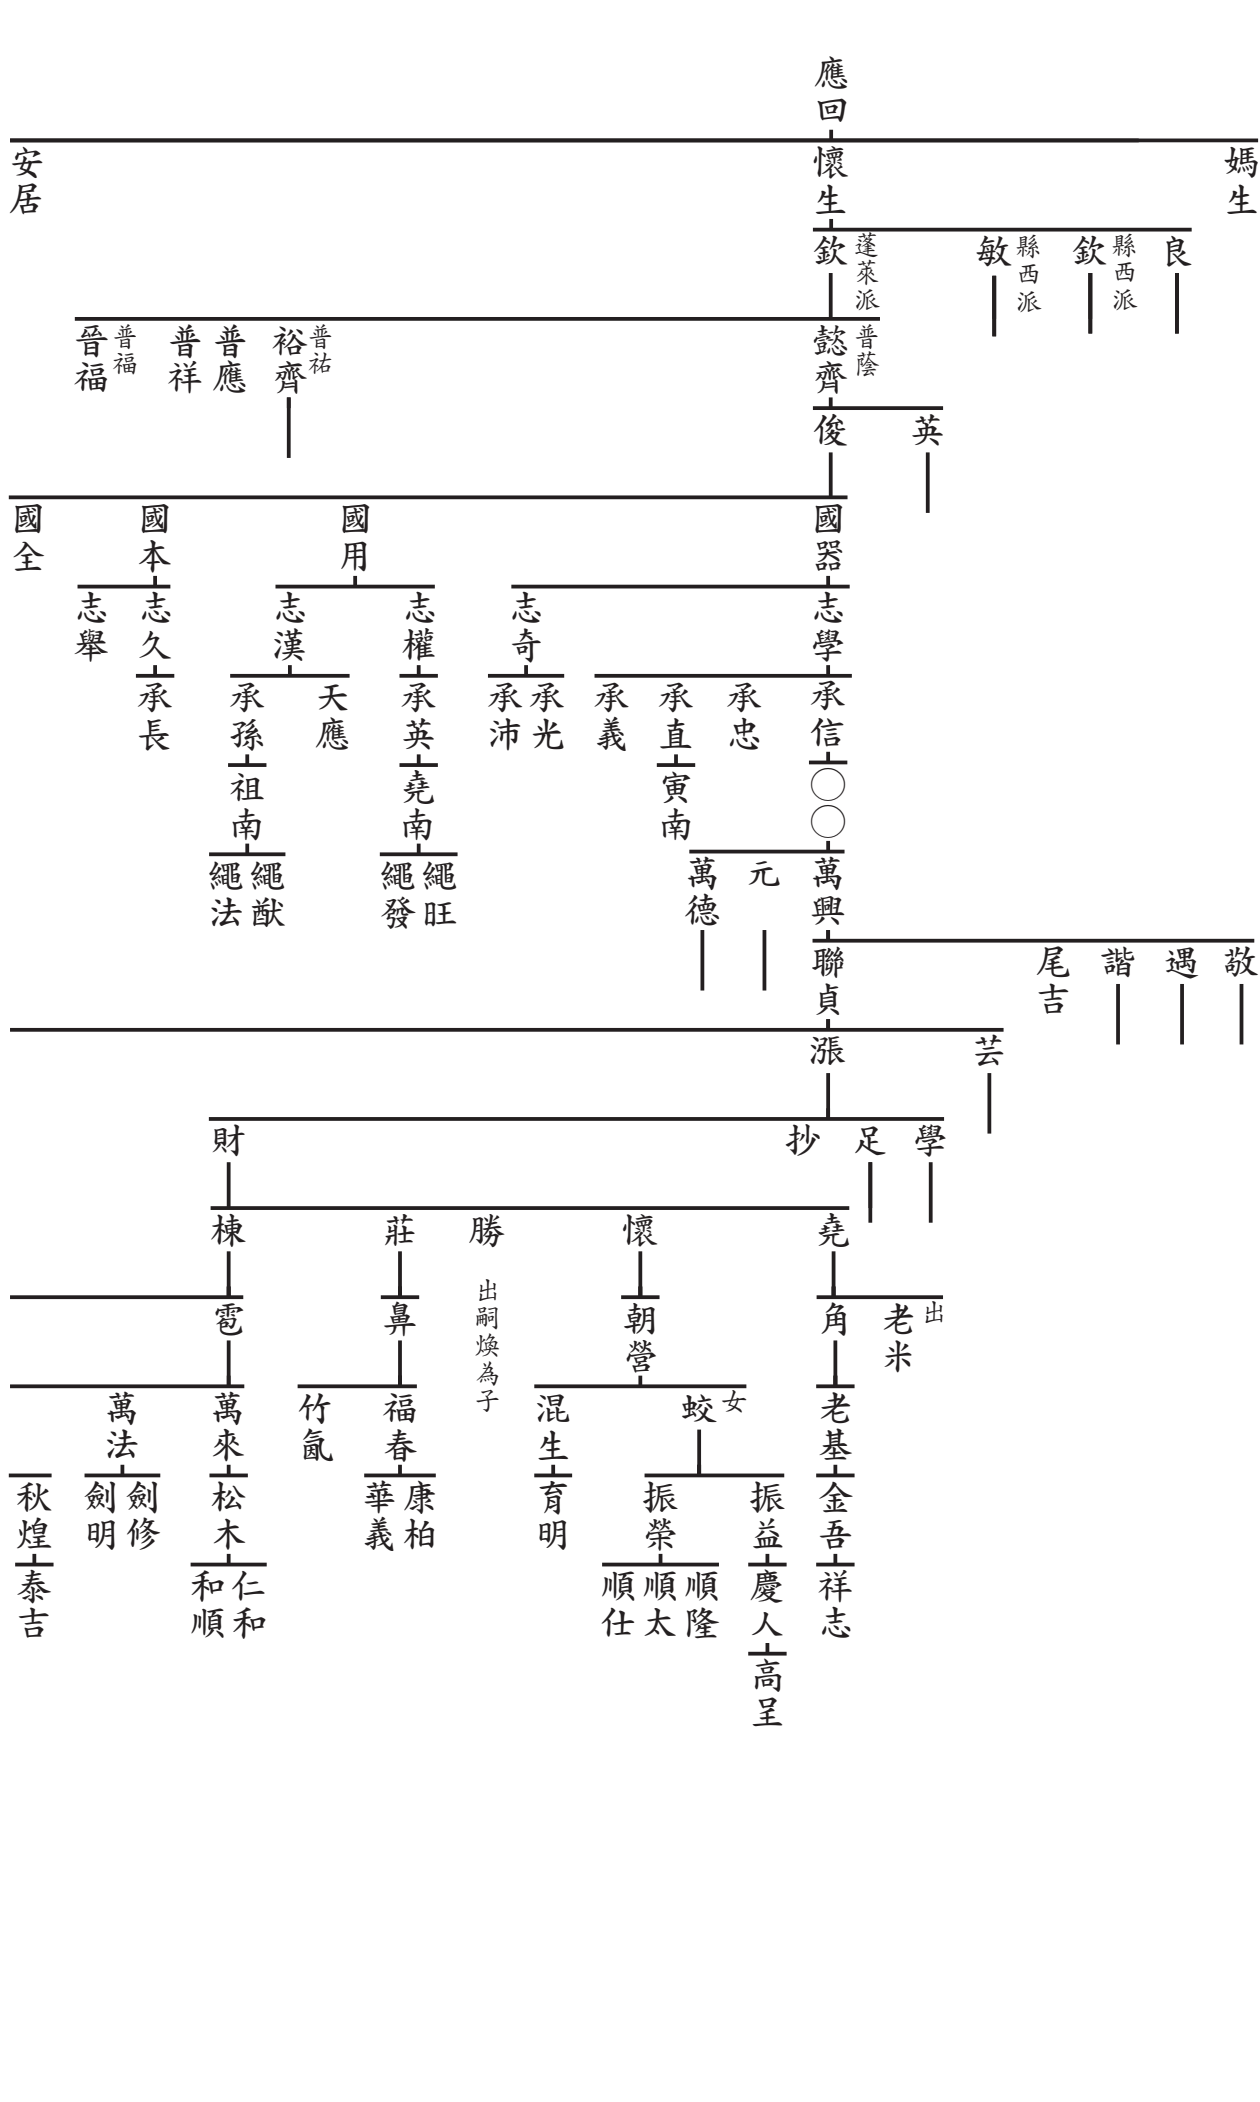 應回
媽生
懷生
安居
良
欽 縣西派
敏 縣西派
欽 蓬萊派
懿齊 普蔭
裕齊 普祐
普應
普祥
晉福 普福
英
俊
國器
國用
國本
國全
志學
志奇
志權
志漢
志久
志舉
承信
承忠
承直
承義
承光
承沛
承英
天應
承孫
承長
〇〇
寅南
堯南
祖南
萬興
元
萬德
繩旺
繩發
繩猷
繩法
敬
遇
諧
尾吉
聯貞
芸
漲
學
足
抄
財
堯
懷
勝 出嗣煥為子
莊
棟
老米 出
角
朝營
鼻
雹
老基
蛟 女
混生
福春
竹氤
萬來
萬法
金吾
振益
振榮
育明
康柏
華義
松木
劍修
劍明
秋煌
祥志
慶人
順隆
順太
順仕
仁和
和順
泰吉
高呈